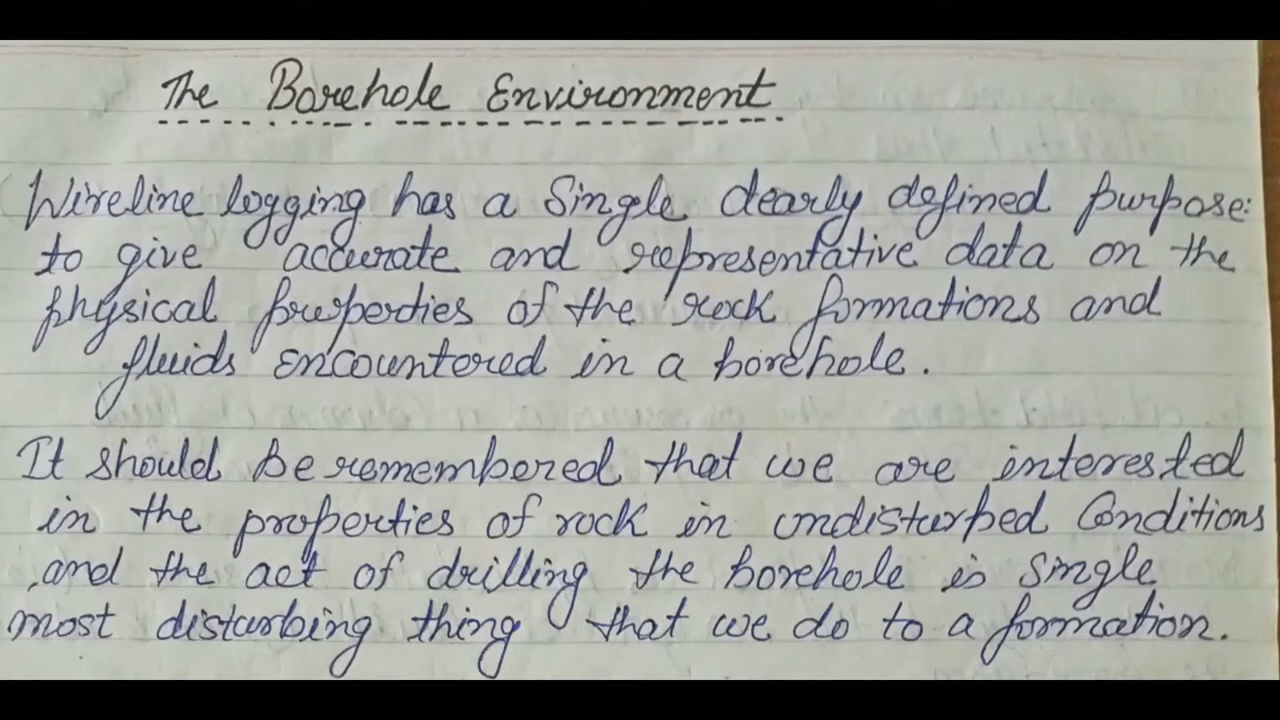 The Borehole Environment
Wireline logging has a Single clearly defined purpose:
to give accurate and representative data on the
physical properties of the rock formations and
fluids encountered in a borehole.
It should be remembered that we are interested
in the properties of rock in undisturbed Conditions
,and the act of drilling the borehole is single
most disturbing thing that we do to a formation.